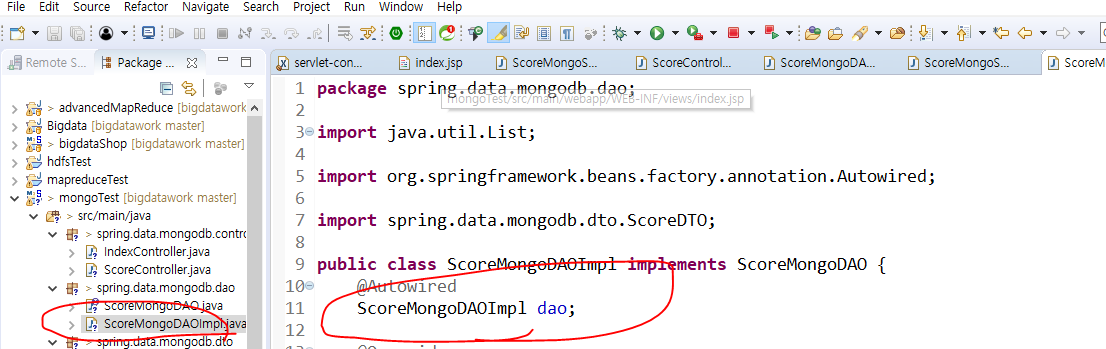 File Edit Source Refactor Navigate Search Project Run Window Help
Remote S... Package ...
servlet-con... index.jsp ScoreMongoS... ScoreControl... ScoreMongoDA... ScoreMongoS... ScoreM
> advancedMapReduce [bigdatawork master]
Bigdata [bigdatawork master]
> bigdataShop [bigdatawork master]
hdfsTest
mapreduceTest
> mongoTest [bigdatawork master]
> src/main/java
> spring.data.mongodb.contro
IndexController.java
ScoreController.java
> spring.data.mongodb.dao
ScoreMongoDAO.java
ScoreMongoDAOImpl.java
> spring.data.mongodb.dto
1 package spring.data.mongodb.dao;
mongoTest/src/main/webapp/WEB-INF/views/index.jsp
2
3 import java.util.List;
4
5 import org.springframework.beans.factory.annotation.Autowired;
6
7 import spring.data.mongodb.dto.ScoreDTO;
8
9 public class ScoreMongoDAOImpl implements ScoreMongoDAO {
10 @Autowired
11 ScoreMongoDAOImpl dao;
12